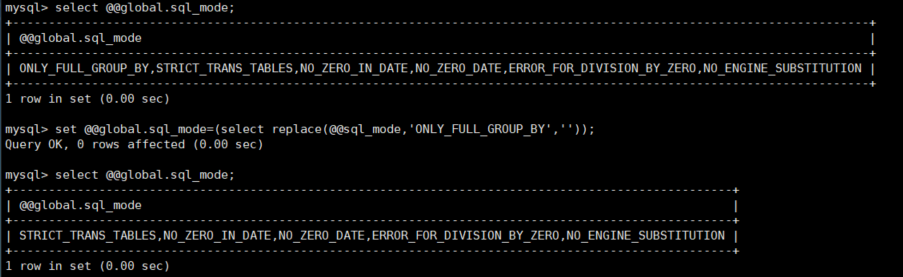 mysql> select @@global.sql_mode;
+-----------------------------------------------------------------------------------------------------------------------+
| @@global.sql_mode                                                                                                     |
+-----------------------------------------------------------------------------------------------------------------------+
| ONLY_FULL_GROUP_BY,STRICT_TRANS_TABLES,NO_ZERO_IN_DATE,NO_ZERO_DATE,ERROR_FOR_DIVISION_BY_ZERO,NO_ENGINE_SUBSTITUTION |
+-----------------------------------------------------------------------------------------------------------------------+
1 row in set (0.00 sec)
mysql> set @@global.sql_mode=(select replace(@@sql_mode,'ONLY_FULL_GROUP_BY',''));
Query OK, 0 rows affected (0.00 sec)
mysql> select @@global.sql_mode;
+----------------------------------------------------------------------------------------------------+
| @@global.sql_mode                                                                                  |
+----------------------------------------------------------------------------------------------------+
| STRICT_TRANS_TABLES,NO_ZERO_IN_DATE,NO_ZERO_DATE,ERROR_FOR_DIVISION_BY_ZERO,NO_ENGINE_SUBSTITUTION |
+----------------------------------------------------------------------------------------------------+
1 row in set (0.00 sec)